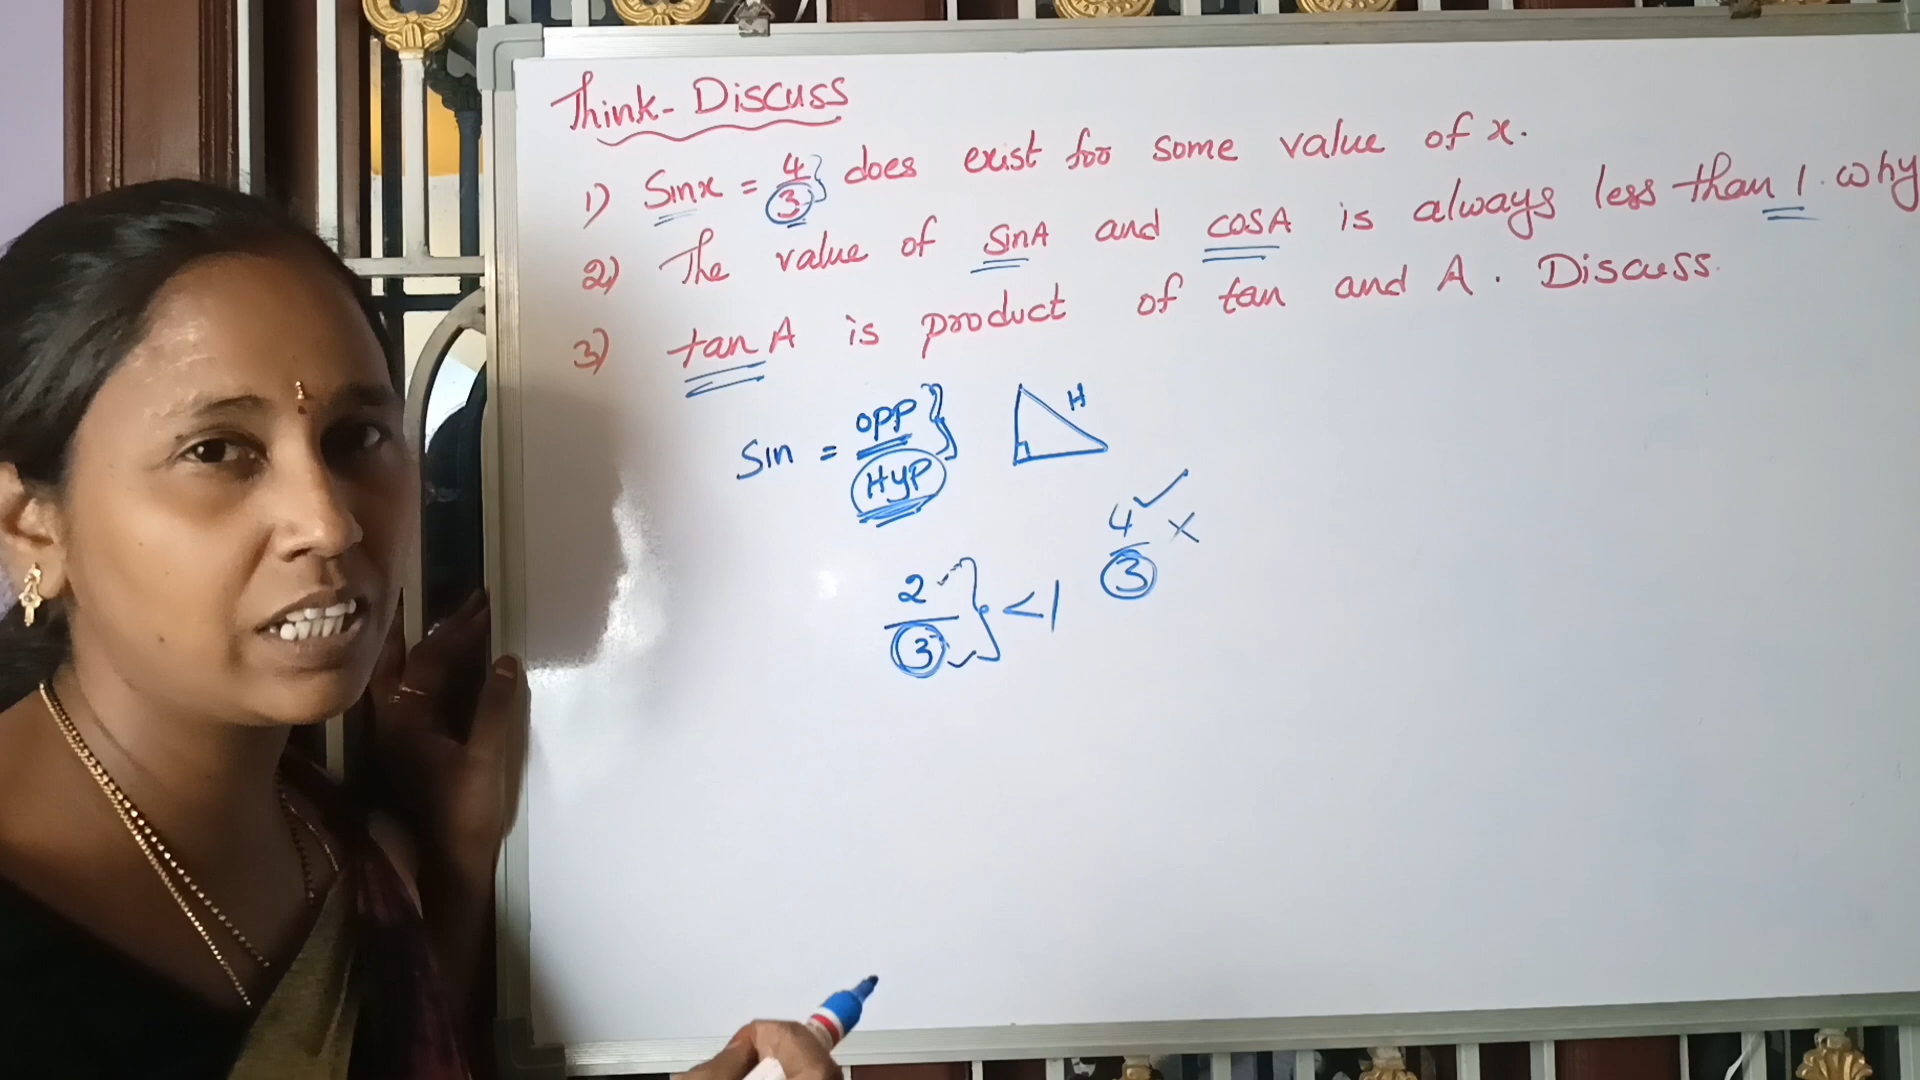 Think-Discuss
1) Sinx = 4/3 does exist for some value of x.
2) The value of sinA and cosA is always less than 1. why
3) tan A is product of tan and A. Discuss.
Sin = opp/Hyp
H
4/3 ×
2/3 <1